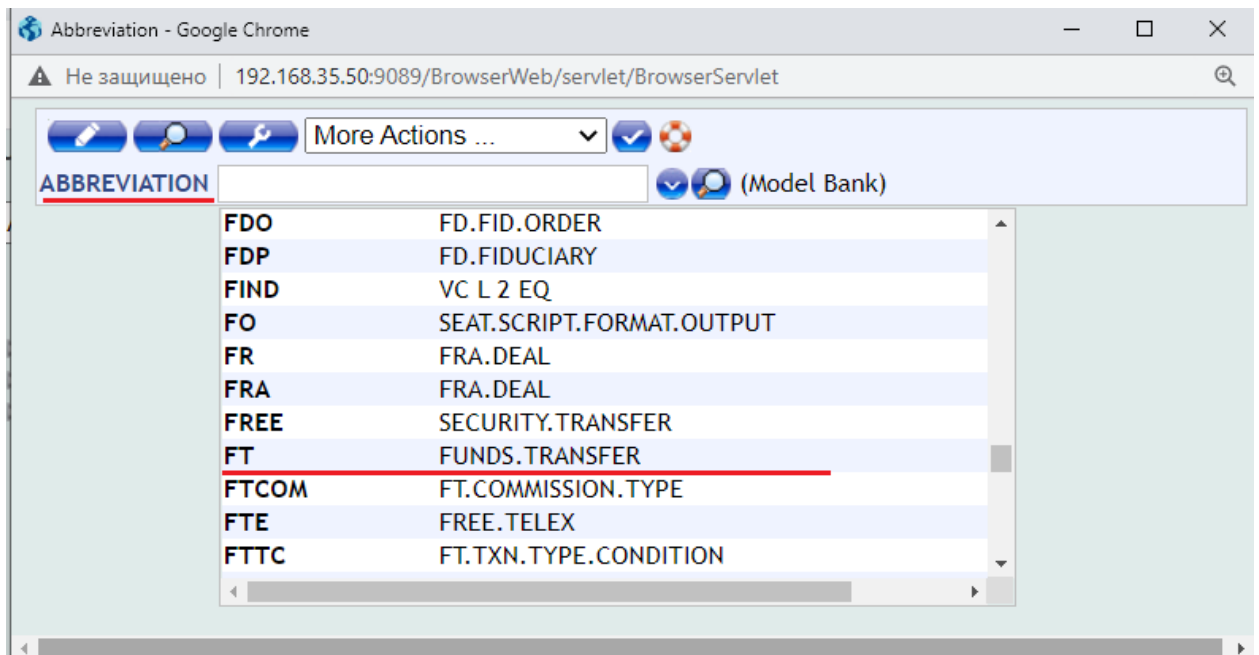 Abbreviation - Google Chrome
Не защищено 192.168.35.50:9089/BrowserWeb/servlet/BrowserServlet
More Actions ...
ABBREVIATION (Model Bank)
FDO FD.FID.ORDER
FDP FD.FIDUCIARY
FIND VC L 2 EQ
FO SEAT.SCRIPT.FORMAT.OUTPUT
FR FRA.DEAL
FRA FRA.DEAL
FREE SECURITY.TRANSFER
FT FUNDS.TRANSFER
FTCOM FT.COMMISSION.TYPE
FTE FREE.TELEX
FTTC FT.TXN.TYPE.CONDITION